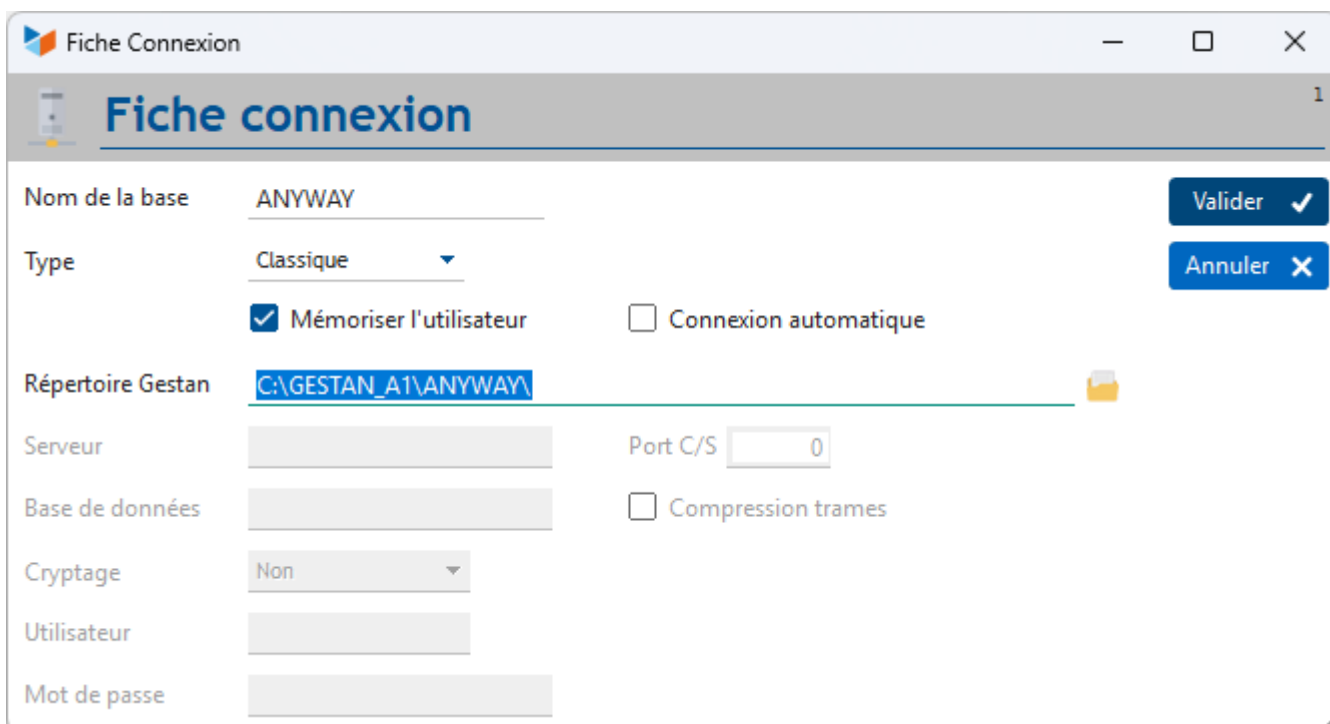 Fiche Connexion
Fiche connexion
1
Nom de la base ANYWAY
Valider
Type Classique
Annuler
Mémoriser l'utilisateur Connexion automatique
Répertoire Gestan C:\GESTAN_A1\ANYWAY\
Serveur Port C/S 0
Base de données Compression trames
Cryptage Non
Utilisateur
Mot de passe